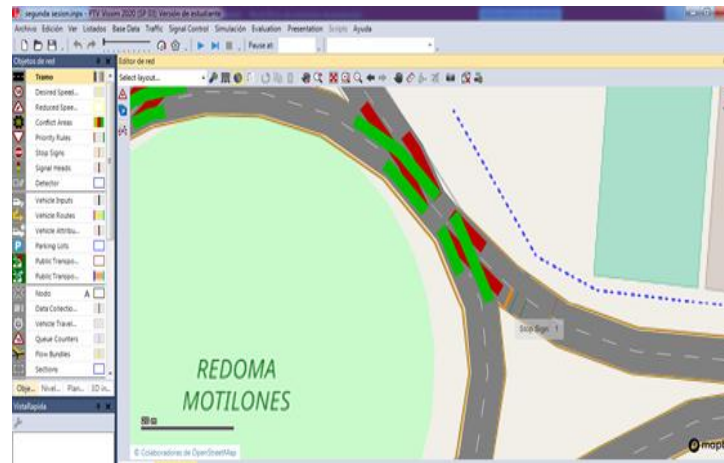 segunda sesion.inpx - PTV Vissim 2020 (SP 03) Versión de estudiante
Archivo Edición Ver Listados Base Data Traffic Signal Control Simulación Evaluation Presentation Scripts Ayuda
Pause at:
Objetos de red
Editor de red
Select layout...
Tramo
Desired Speed...
Reduced Spee...
Conflict Areas
Priority Rules
Stop Signs
Signal Heads
Detector
Vehicle Inputs
Vehicle Routes
Vehicle Attribu...
Parking Lots
Public Transpo...
Public Transpo...
Nodo A
Data Collectio...
Vehicle Travel...
Queue Counters
Flow Bundles
Sections
Obje... Nivel... Plan... 3D in...
VistaRapida
Stop Sign: 1
REDOMA
MOTILONES
© Colaboradores de OpenStreetMap
mapt